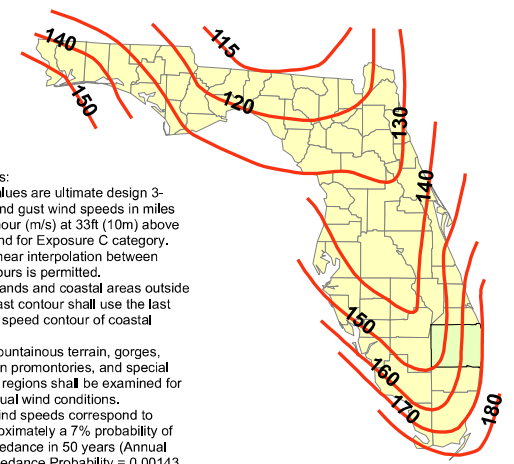 115
140
150
120
130
140
s:
alues are ultimate design 3-
nd gust wind speeds in miles
hour (m/s) at 33ft (10m) above
nd for Exposure C category.
near interpolation between
ours is permitted.
ands and coastal areas outside
ast contour shall use the last
speed contour of coastal
ountainous terrain, gorges,
n promontories, and special
regions shall be examined for
ual wind conditions.
ind speeds correspond to
oximately a 7% probability of
edance in 50 years (Annual
edance Probability = 0.00143
150
160
170
180